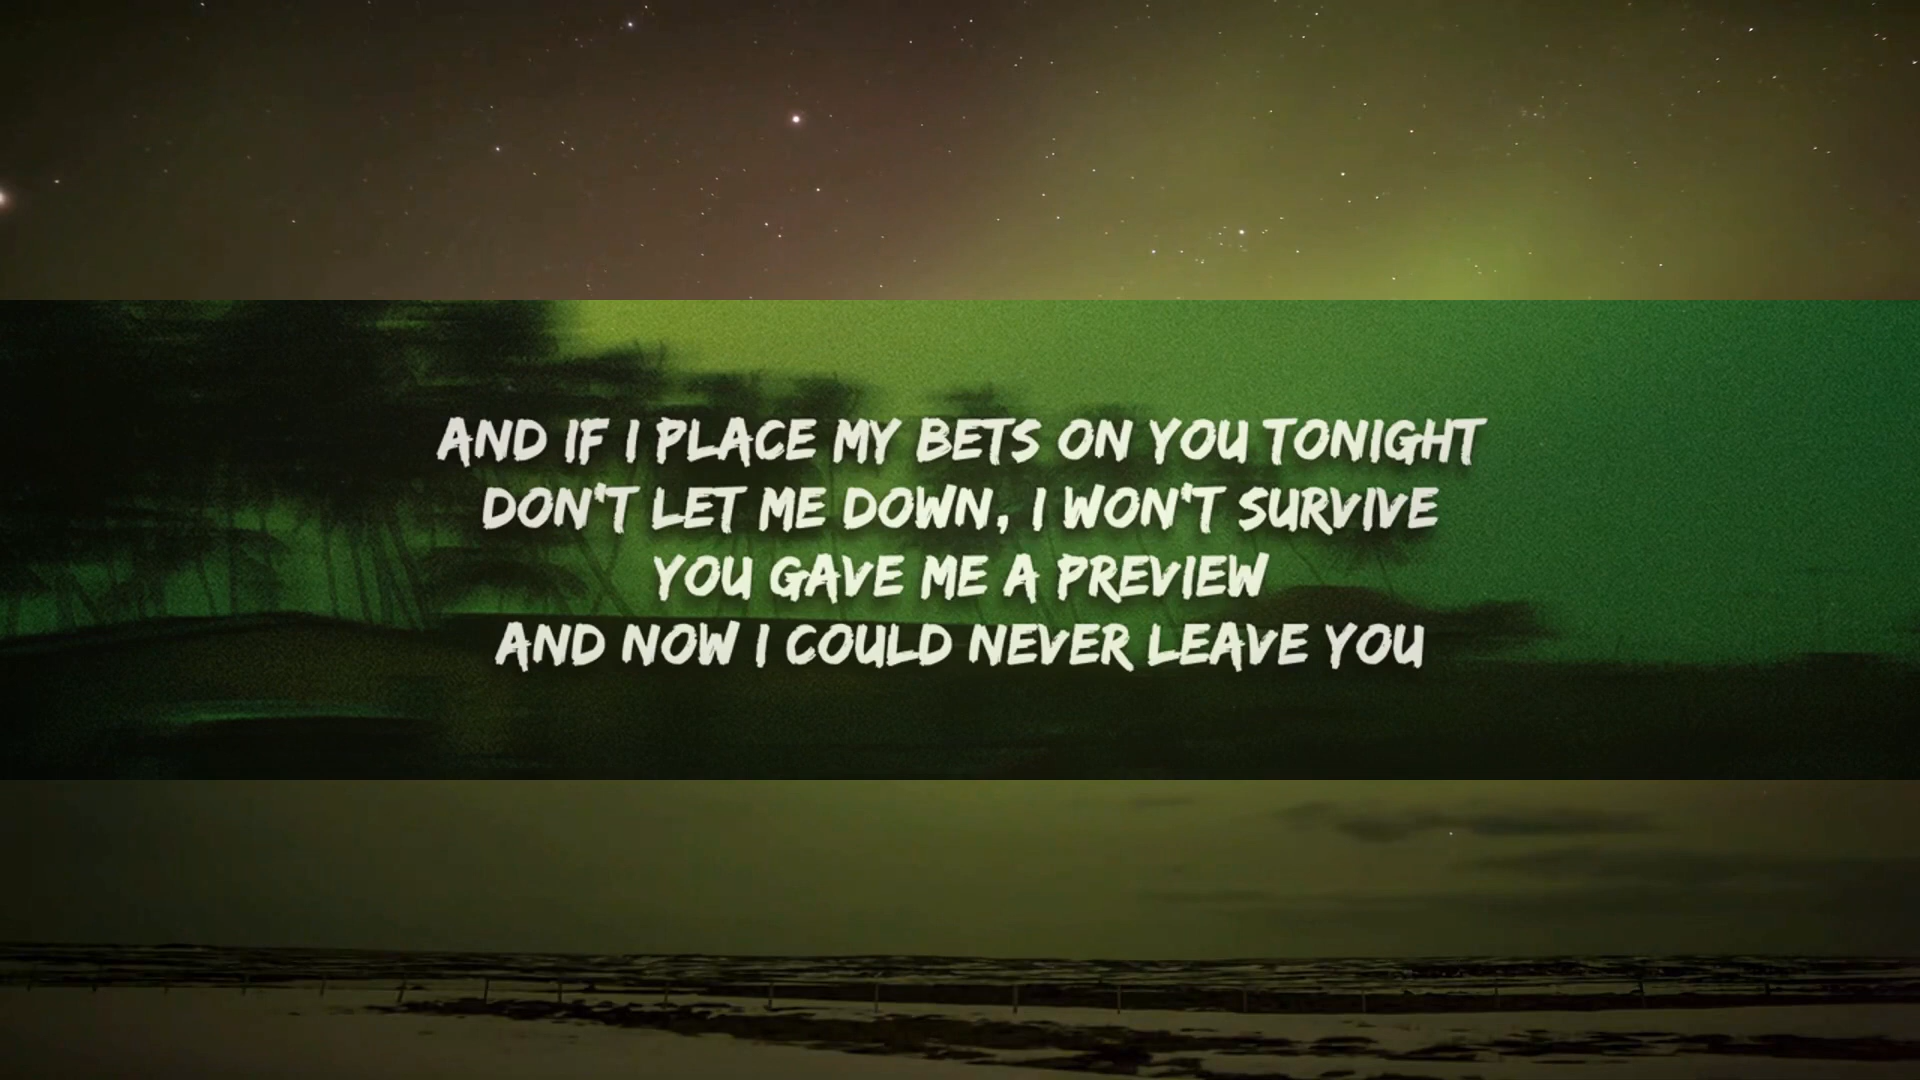 AND IF I PLACE MY BETS ON YOU TONIGHT
DON'T LET ME DOWN, I WON'T SURVIVE
YOU GAVE ME A PREVIEW
AND NOW I COULD NEVER LEAVE YOU